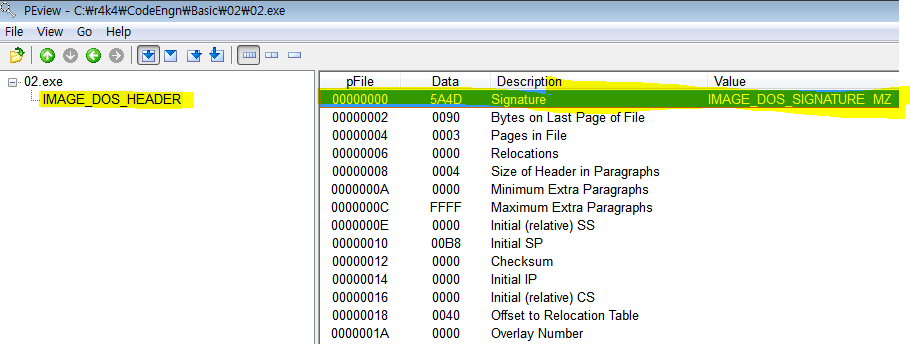 PEview - C:₩r4k4₩CodeEngn₩Basic₩02₩02.exe
File View Go Help
02.exe
IMAGE_DOS_HEADER
pFile Data Description Value
00000000 5A4D Signature IMAGE_DOS_SIGNATURE MZ
00000002 0090 Bytes on Last Page of File
00000004 0003 Pages in File
00000006 0000 Relocations
00000008 0004 Size of Header in Paragraphs
0000000A 0000 Minimum Extra Paragraphs
0000000C FFFF Maximum Extra Paragraphs
0000000E 0000 Initial (relative) SS
00000010 00B8 Initial SP
00000012 0000 Checksum
00000014 0000 Initial IP
00000016 0000 Initial (relative) CS
00000018 0040 Offset to Relocation Table
0000001A 0000 Overlay Number